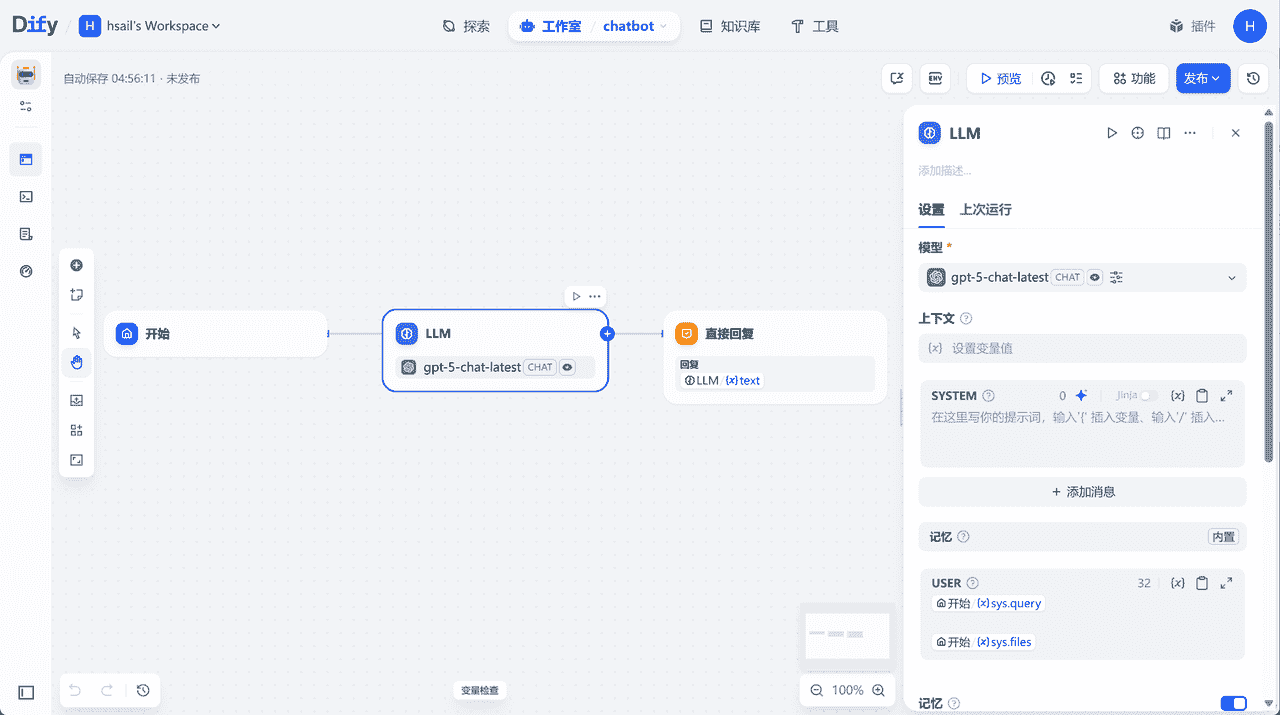 Dify / H hsail's Workspace
探索
工作室 / chatbot
知识库
工具
插件
H
自动保存 04:56:11 · 未发布
ENV
预览
功能
发布
LLM
添加描述...
设置 上次运行
模型 *
gpt-5-chat-latest CHAT
上下文
{x} 设置变量值
SYSTEM 0 Jinja {x}
在这里写你的提示词，输入'{' 插入变量、输入'/' 插入...
+ 添加消息
记忆 内置
USER 32 {x}
开始 {x}sys.query
开始 {x}sys.files
记忆
开始
LLM
gpt-5-chat-latest CHAT
直接回复
回复
LLM {x}text
变量检查
100%